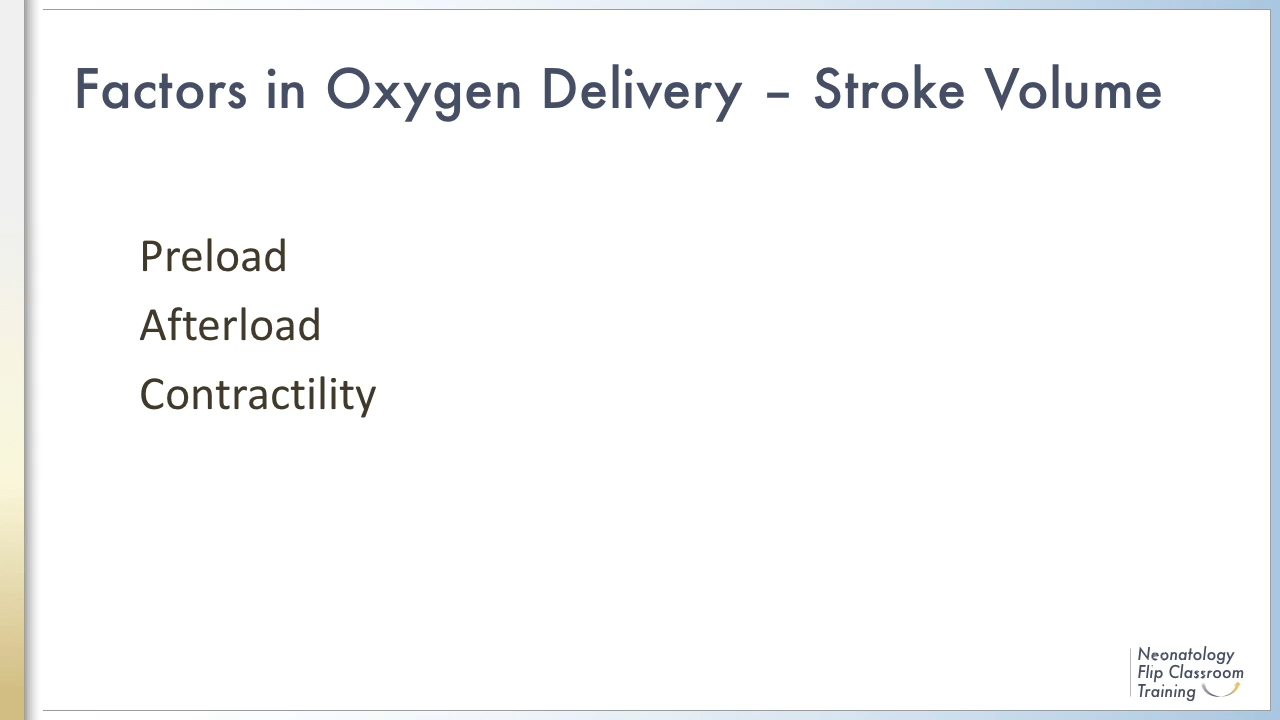 Factors in Oxygen Delivery – Stroke Volume
Preload
Afterload
Contractility
Neonatology
Flip Classroom
Training